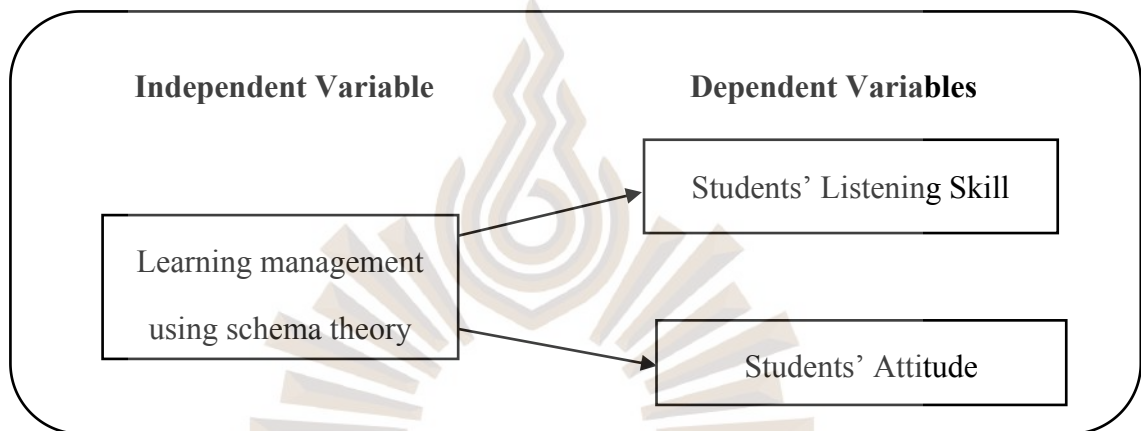 Independent Variable
Dependent Variables
Students’ Listening Skill
Learning management
using schema theory
Students’ Attitude